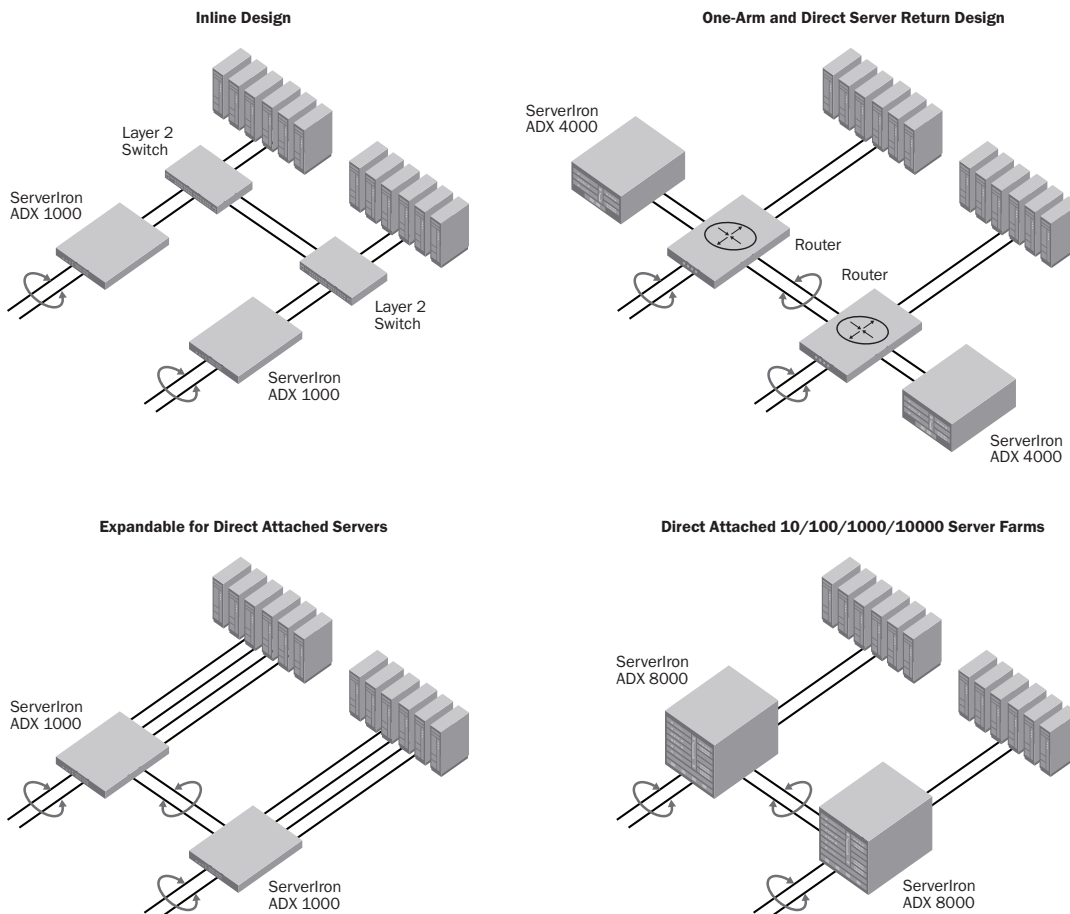 Inline Design
Layer 2
Switch
ServerIron
ADX 1000
Layer 2
Switch
ServerIron
ADX 1000
One-Arm and Direct Server Return Design
ServerIron
ADX 4000
Router
Router
ServerIron
ADX 4000
Expandable for Direct Attached Servers
ServerIron
ADX 1000
ServerIron
ADX 1000
Direct Attached 10/100/1000/10000 Server Farms
ServerIron
ADX 8000
ServerIron
ADX 8000